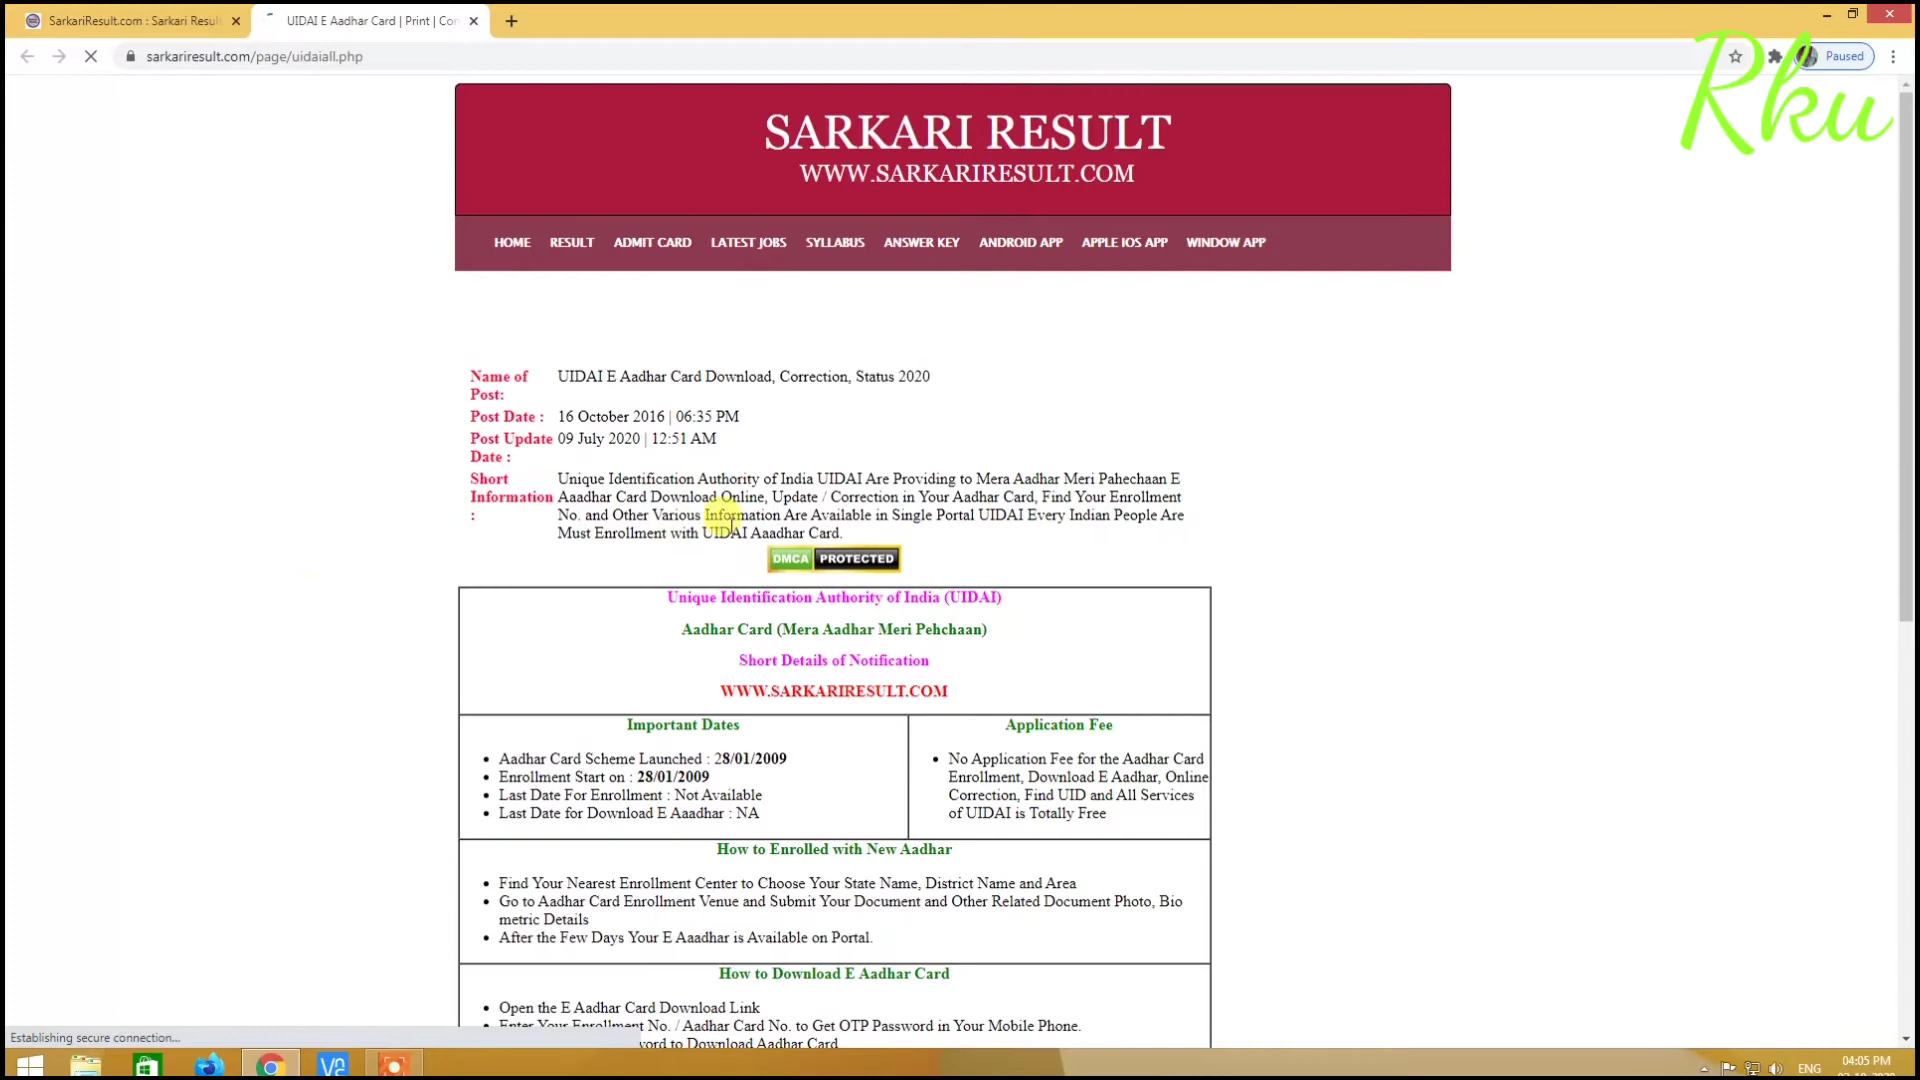 SarkariResult.com : Sarkari Resul
UIDAI E Aadhar Card | Print | Cor
sarkariresult.com/page/uidaiall.php
Paused
Rku
SARKARI RESULT
WWW.SARKARIRESULT.COM
HOME RESULT ADMIT CARD LATEST JOBS SYLLABUS ANSWER KEY ANDROID APP APPLE IOS APP WINDOW APP
Name of Post: UIDAI E Aadhar Card Download, Correction, Status 2020
Post Date : 16 October 2016 | 06:35 PM
Post Update Date : 09 July 2020 | 12:51 AM
Short Information : Unique Identification Authority of India UIDAI Are Providing to Mera Aadhar Meri Pahechaan E
Aaadhar Card Download Online, Update / Correction in Your Aadhar Card, Find Your Enrollment
No. and Other Various Information Are Available in Single Portal UIDAI Every Indian People Are
Must Enrollment with UIDAI Aaadhar Card.
DMCA PROTECTED
Unique Identification Authority of India (UIDAI)
Aadhar Card (Mera Aadhar Meri Pehchaan)
Short Details of Notification
WWW.SARKARIRESULT.COM
Important Dates
Aadhar Card Scheme Launched : 28/01/2009
Enrollment Start on : 28/01/2009
Last Date For Enrollment : Not Available
Last Date for Download E Aaadhar : NA
Application Fee
No Application Fee for the Aadhar Card
Enrollment, Download E Aadhar, Online
Correction, Find UID and All Services
of UIDAI is Totally Free
How to Enrolled with New Aadhar
Find Your Nearest Enrollment Center to Choose Your State Name, District Name and Area
Go to Aadhar Card Enrollment Venue and Submit Your Document and Other Related Document Photo, Bio
metric Details
After the Few Days Your E Aaadhar is Available on Portal.
How to Download E Aadhar Card
Open the E Aadhar Card Download Link
Enter Your Enrollment No. / Aadhar Card No. to Get OTP Password in Your Mobile Phone.
to Download Aadhar Card
Establishing secure connection...
ENG
04:05 PM